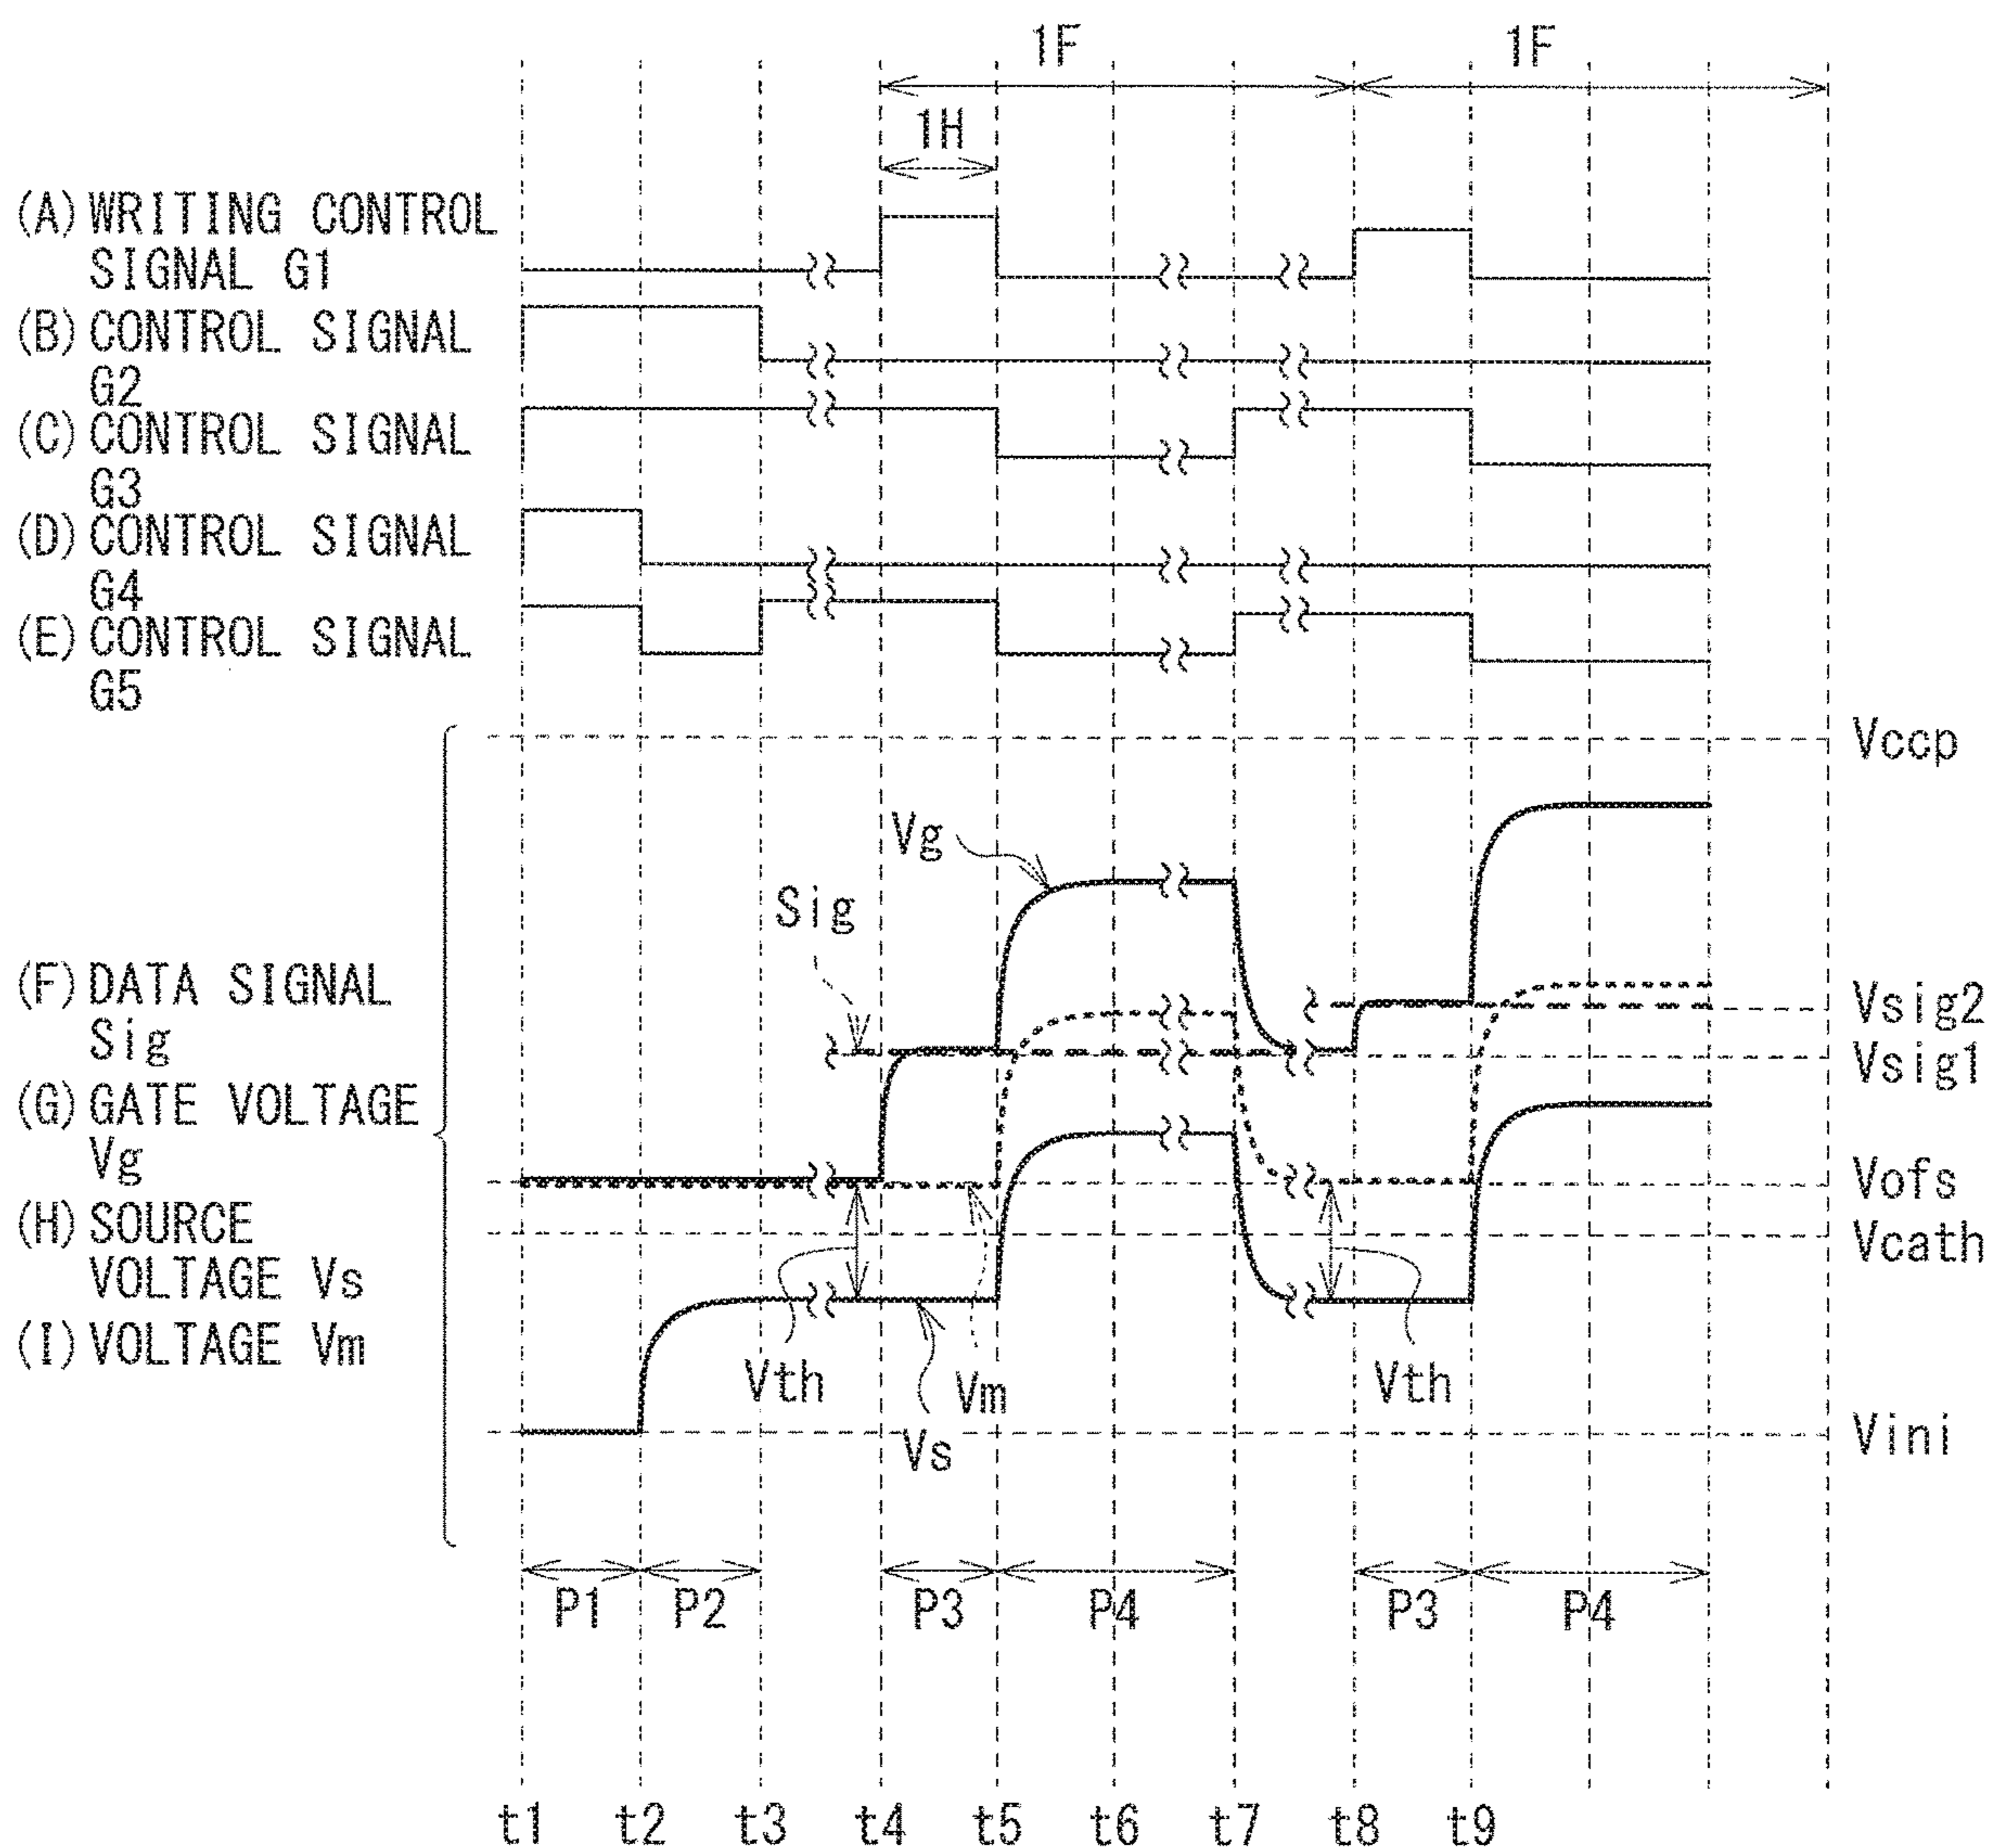 1F 1F
1H
(A) WRITING CONTROL
SIGNAL G1
(B) CONTROL SIGNAL
G2
(C) CONTROL SIGNAL
G3
(D) CONTROL SIGNAL
G4
(E) CONTROL SIGNAL
G5
Vccp
Vg
Sig
(F) DATA SIGNAL
Sig
Vsig2
Vsig1
(G) GATE VOLTAGE
Vg
Vofs
(H) SOURCE
VOLTAGE Vs
Vcath
(I) VOLTAGE Vm
Vth Vm Vth
Vs
Vini
P1 P2 P3 P4 P3 P4
t1 t2 t3 t4 t5 t6 t7 t8 t9